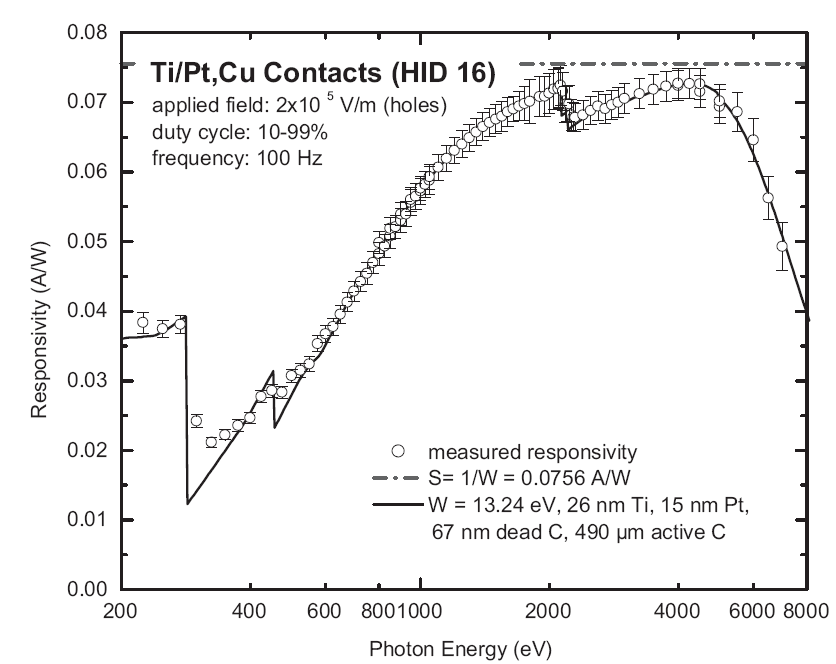 0.08
0.07
0.06
0.05
0.04
0.03
0.02
0.01
0.00
Responsivity (A/W)
Ti/Pt,Cu Contacts (HID 16)
applied field: 2x10 5 V/m (holes)
duty cycle: 10-99%
frequency: 100 Hz
measured responsivity
S= 1/W = 0.0756 A/W
W = 13.24 eV, 26 nm Ti, 15 nm Pt,
67 nm dead C, 490 µm active C
200 400 600 800 1000 2000 4000 6000 8000
Photon Energy (eV)